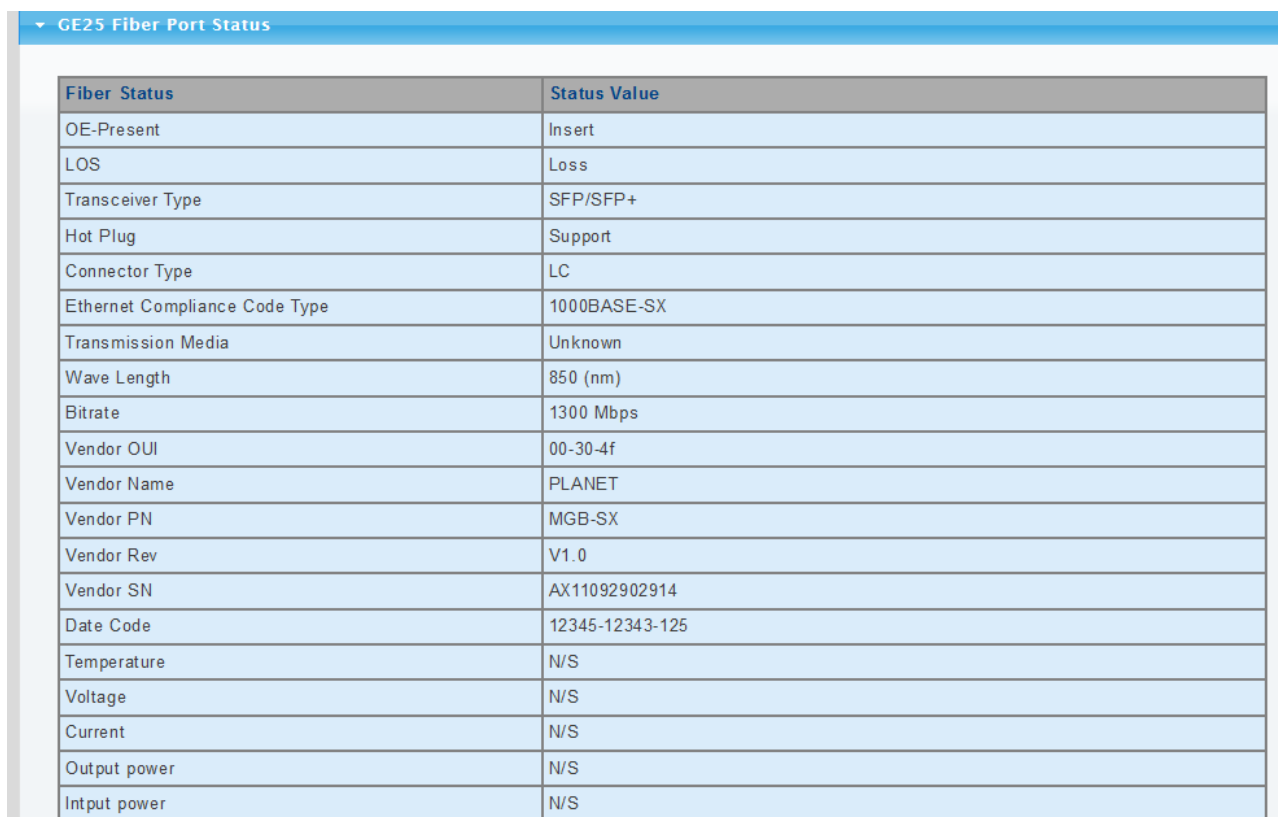 GE25 Fiber Port Status
Fiber Status Status Value
OE-Present Insert
LOS Loss
Transceiver Type SFP/SFP+
Hot Plug Support
Connector Type LC
Ethernet Compliance Code Type 1000BASE-SX
Transmission Media Unknown
Wave Length 850 (nm)
Bitrate 1300 Mbps
Vendor OUI 00-30-4f
Vendor Name PLANET
Vendor PN MGB-SX
Vendor Rev V1.0
Vendor SN AX11092902914
Date Code 12345-12343-125
Temperature N/S
Voltage N/S
Current N/S
Output power N/S
Intput power N/S